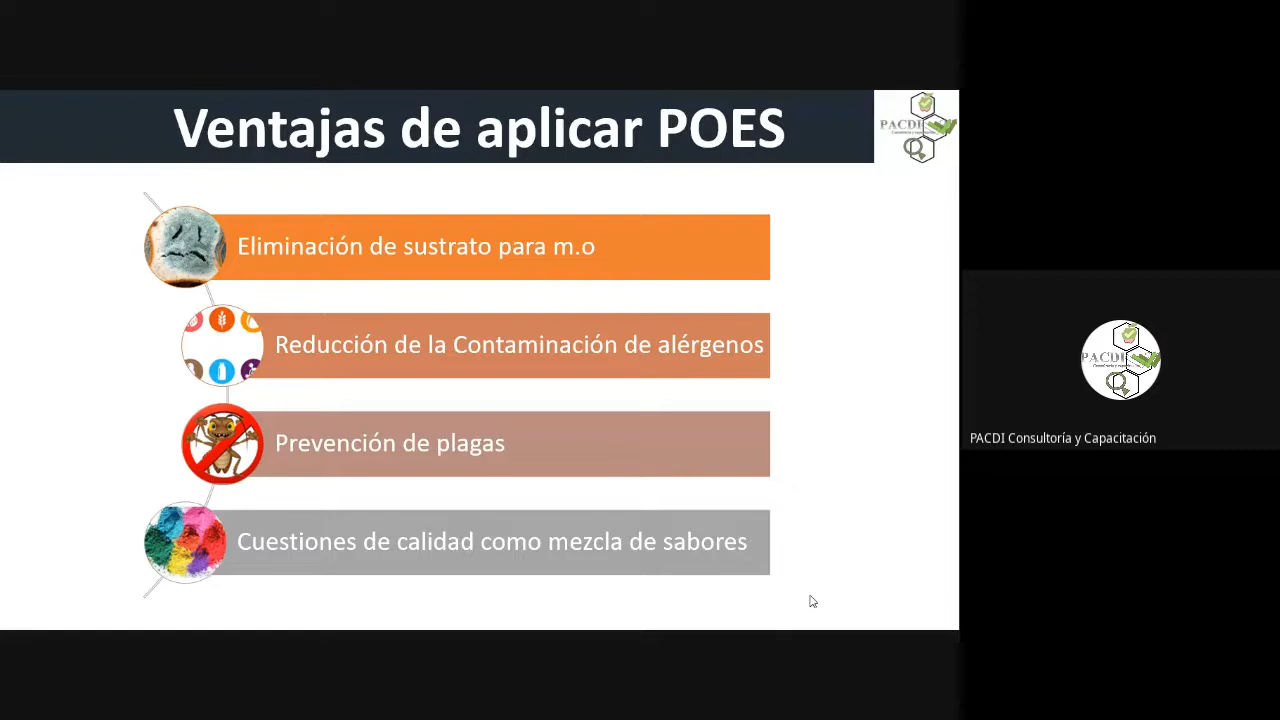 Ventajas de aplicar POES
PACDI
Eliminación de sustrato para m.o
Reducción de la Contaminación de alérgenos
Prevención de plagas
Cuestiones de calidad como mezcla de sabores
PACDI
PACDI Consultoría y Capacitación